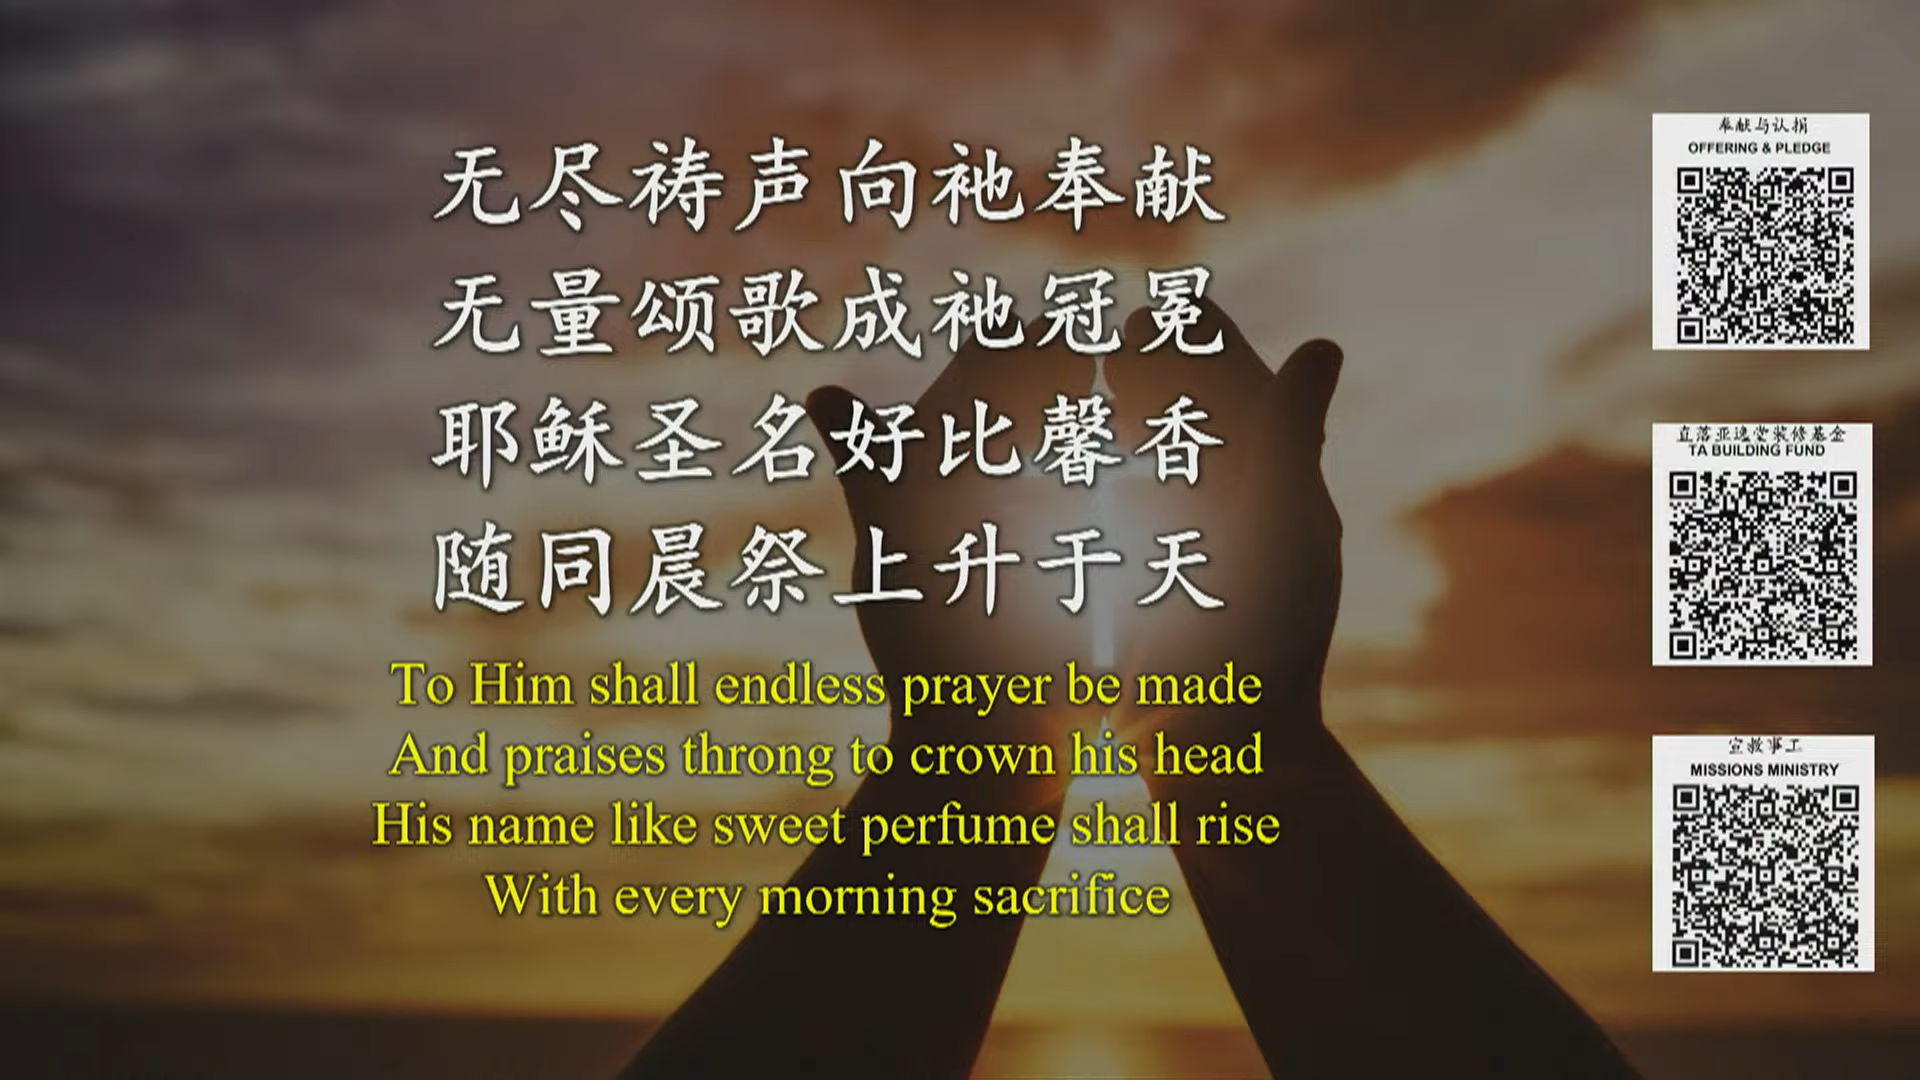 无尽祷声向祂奉献
无量颂歌成祂冠冕
耶稣圣名好比馨香
随同晨祭上升于天
To Him shall endless prayer be made
And praises throng to crown his head
His name like sweet perfume shall rise
With every morning sacrifice
奉献与认捐
OFFERING & PLEDGE
直落亚逸堂装修基金
TA BUILDING FUND
宣教事工
MISSIONS MINISTRY